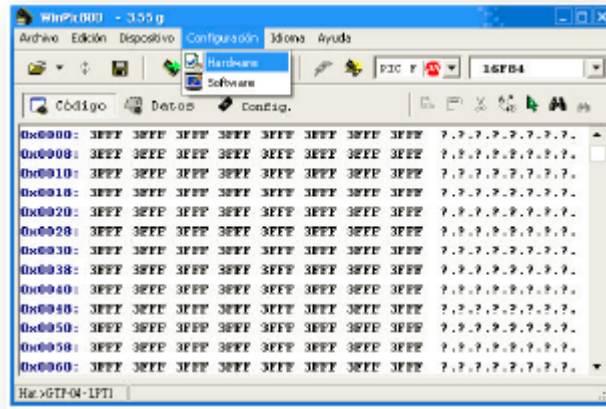 WinPic800 - 3.55 g
Archivo Edición Dispositivo Configuración Idioma Ayuda
Hardware
Software
PIC F 16F84
Código Datos Config.
0x0000: 3FFF 3FFF 3FFF 3FFF 3FFF 3FFF 3FFF 3FFF ?.?.?.?.?.?.?.?.
0x0008: 3FFF 3FFF 3FFF 3FFF 3FFF 3FFF 3FFF 3FFF ?.?.?.?.?.?.?.?.
0x0010: 3FFF 3FFF 3FFF 3FFF 3FFF 3FFF 3FFF 3FFF ?.?.?.?.?.?.?.?.
0x0018: 3FFF 3FFF 3FFF 3FFF 3FFF 3FFF 3FFF 3FFF ?.?.?.?.?.?.?.?.
0x0020: 3FFF 3FFF 3FFF 3FFF 3FFF 3FFF 3FFF 3FFF ?.?.?.?.?.?.?.?.
0x0028: 3FFF 3FFF 3FFF 3FFF 3FFF 3FFF 3FFF 3FFF ?.?.?.?.?.?.?.?.
0x0030: 3FFF 3FFF 3FFF 3FFF 3FFF 3FFF 3FFF 3FFF ?.?.?.?.?.?.?.?.
0x0038: 3FFF 3FFF 3FFF 3FFF 3FFF 3FFF 3FFF 3FFF ?.?.?.?.?.?.?.?.
0x0040: 3FFF 3FFF 3FFF 3FFF 3FFF 3FFF 3FFF 3FFF ?.?.?.?.?.?.?.?.
0x0048: 3FFF 3FFF 3FFF 3FFF 3FFF 3FFF 3FFF 3FFF ?.?.?.?.?.?.?.?.
0x0050: 3FFF 3FFF 3FFF 3FFF 3FFF 3FFF 3FFF 3FFF ?.?.?.?.?.?.?.?.
0x0058: 3FFF 3FFF 3FFF 3FFF 3FFF 3FFF 3FFF 3FFF ?.?.?.?.?.?.?.?.
0x0060: 3FFF 3FFF 3FFF 3FFF 3FFF 3FFF 3FFF 3FFF ?.?.?.?.?.?.?.?.
Har.>GTP-04 - LPT1